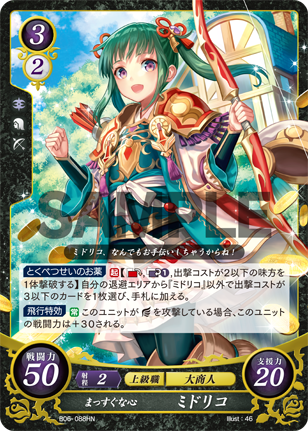 3
2
SAMPLE
ミドリコ、なんでもお手伝いしちゃうからね!
とくべつせいのお薬 起 [ 1,出撃コストが2以下の味方を
1体撃破する]自分の退避エリアから『ミドリコ』以外で出撃コストが
3以下のカードを1枚選び、手札に加える。
飛行特効 常 このユニットが を攻撃している場合、このユニット
の戦闘力は+30される。
戦闘力
50
射程 2 上級職 大商人
支援力
20
まっすぐな心 ミドリコ
B06-088HN
Illust:46